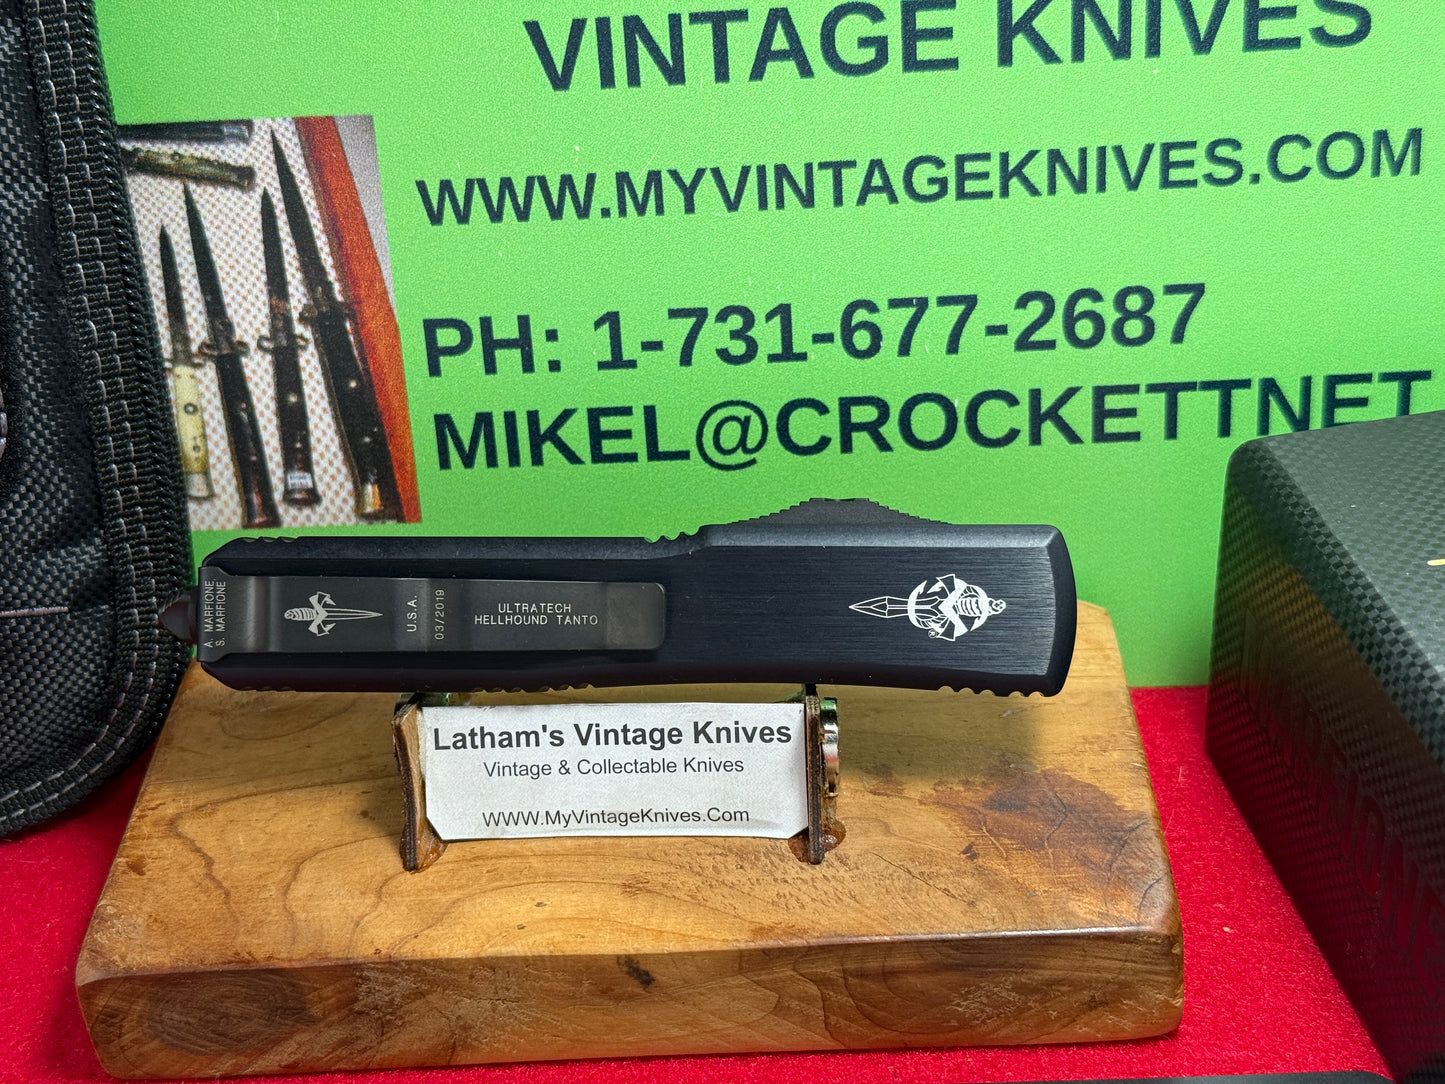 VINTAGE KNIVES
WWW.MYVINTAGEKNIVES.COM
PH: 1-731-677-2687
MIKEL@CROCKETTNET
A. MARFIONE
S. MARFIONE
U.S.A.
03/2019
ULTRATECH
HELLHOUND TANTO
®
Latham's Vintage Knives
Vintage & Collectable Knives
WWW.MyVintageKnives.Com